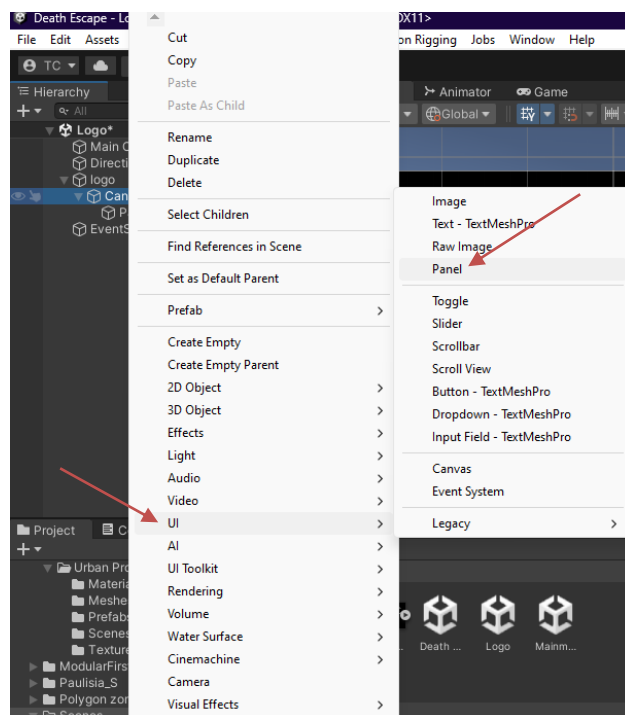 Death Escape - Lo
DX11>
File Edit Assets
on Rigging Jobs Window Help
TC
Hierarchy
Animator Game
All
Global
Logo*
Main C
Directi
logo
Can
P
EventS
Cut
Copy
Paste
Paste As Child
Rename
Duplicate
Delete
Select Children
Find References in Scene
Set as Default Parent
Prefab
Create Empty
Create Empty Parent
2D Object
3D Object
Effects
Light
Audio
Video
UI
AI
UI Toolkit
Rendering
Volume
Water Surface
Cinemachine
Camera
Visual Effects
Image
Text - TextMeshPro
Raw Image
Panel
Toggle
Slider
Scrollbar
Scroll View
Button - TextMeshPro
Dropdown - TextMeshPro
Input Field - TextMeshPro
Canvas
Event System
Legacy
Project C
Urban Pro
Materia
Meshe
Prefabs
Scenes
Texture
ModularFirs
Paulisia_S
Polygon zor
Scenes
Death ... Logo Mainm...